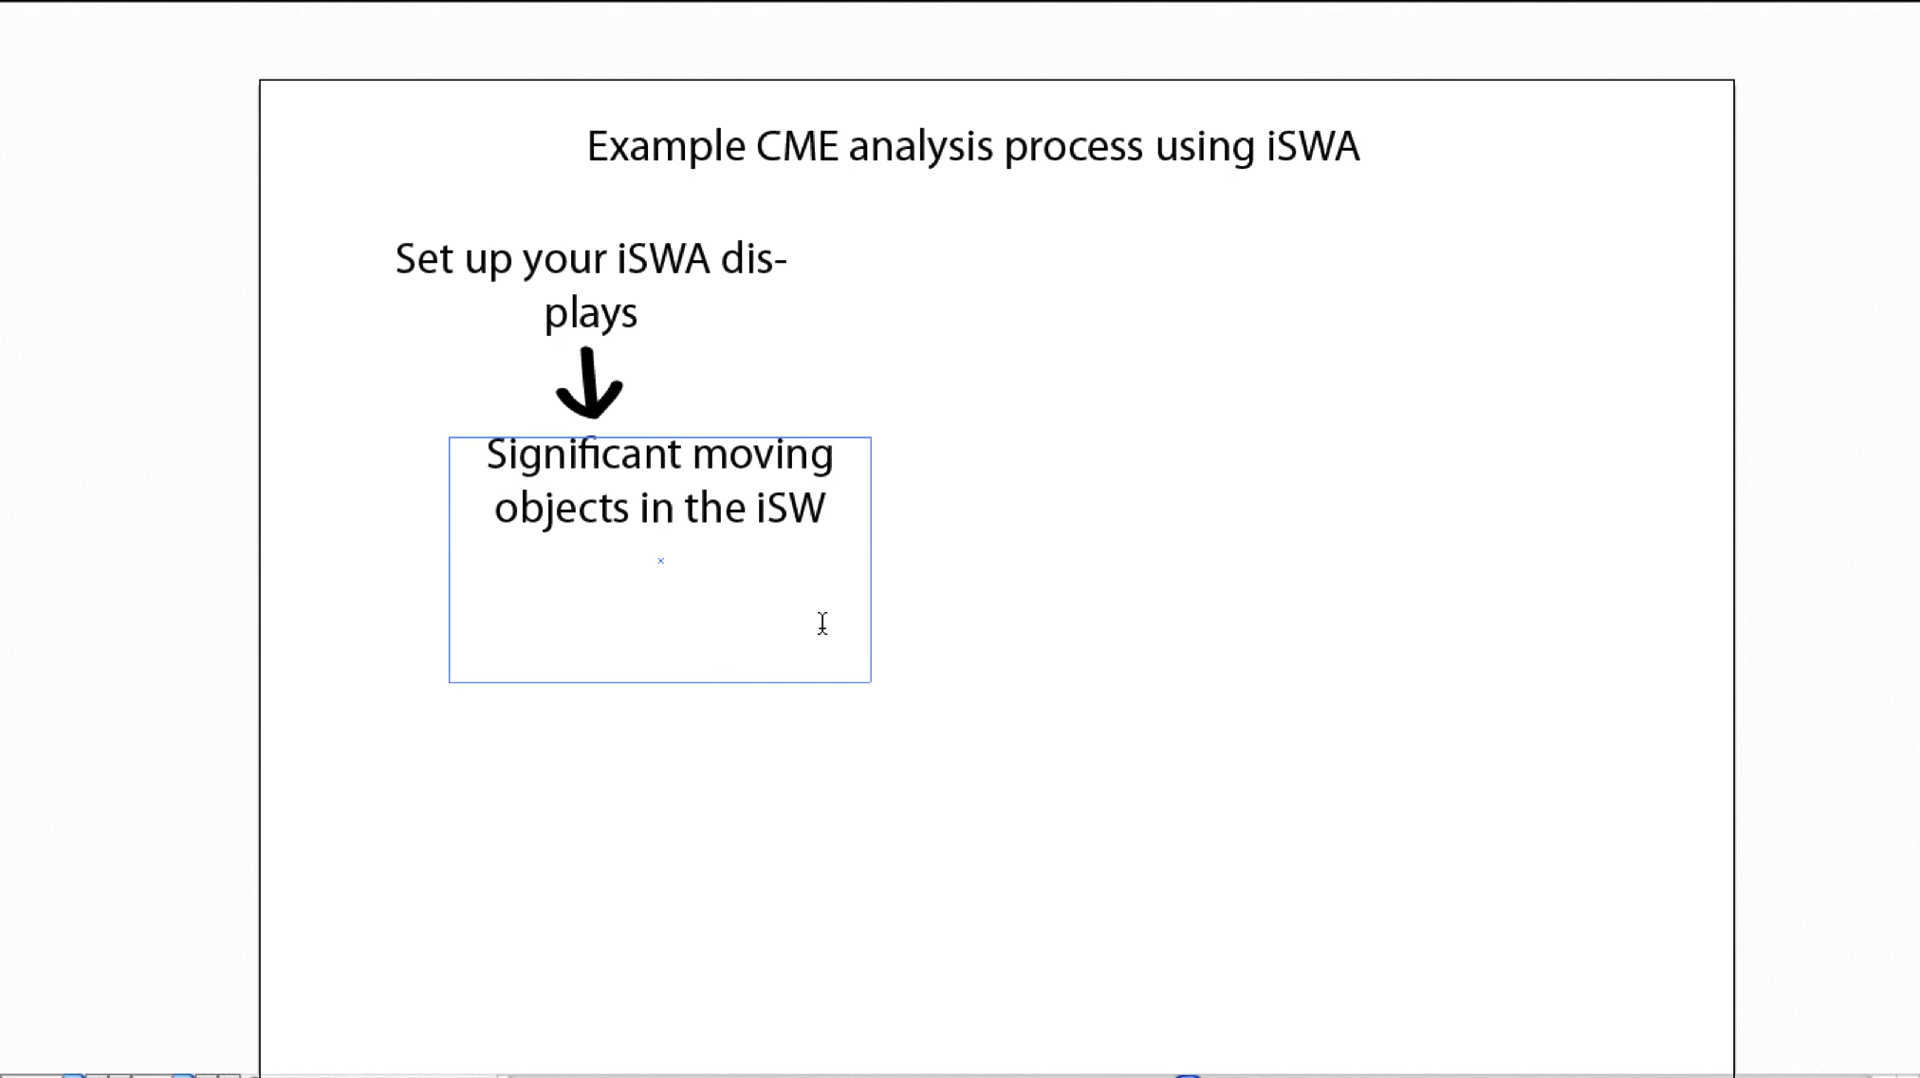 Example CME analysis process using iSWA
Set up your iSWA dis-
plays
Significant moving
objects in the iSW